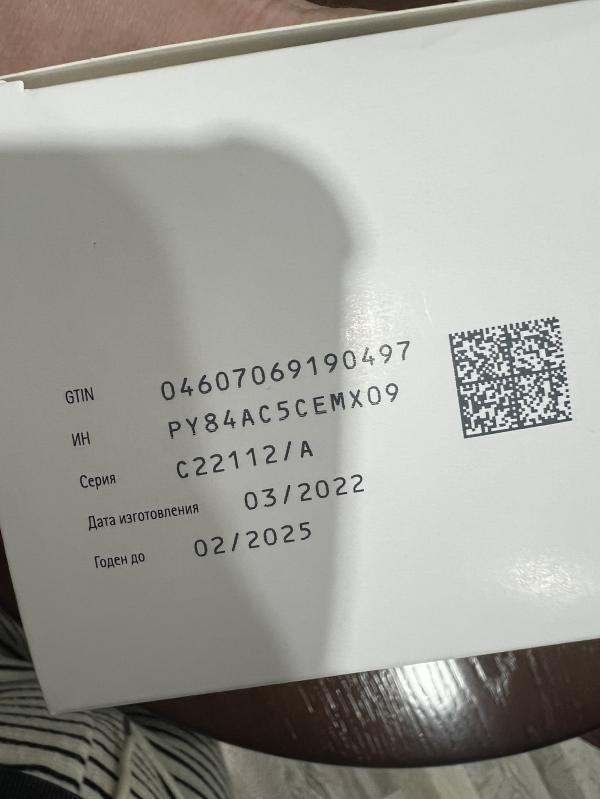 GTIN 04607069190497
ИН PY84AC5CEMX09
Серия C22112/A
Дата изготовления 03/2022
Годен до 02/2025